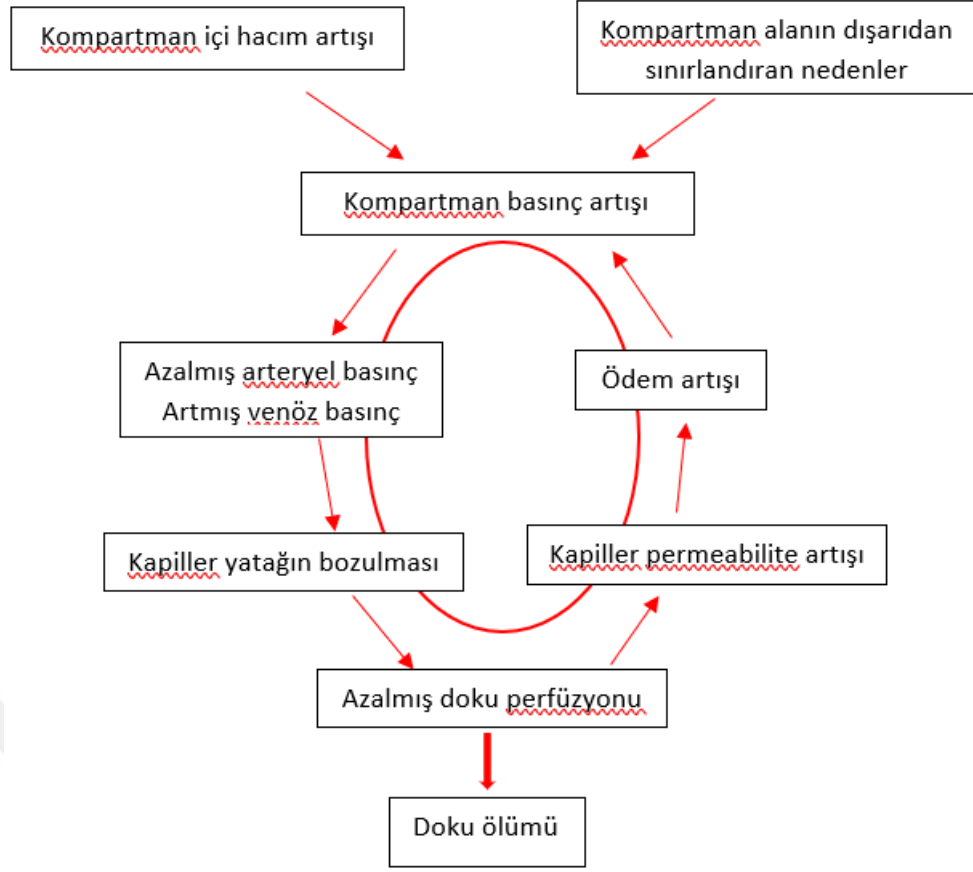 Kompartman içi hacım artışı
Kompartman alanın dışarıdan
sınırlandıran nedenler
Kompartman basınç artışı
Azalmış arteryel basınç
Artmış venöz basınç
Ödem artışı
Kapiller yatağın bozulması
Kapiller permeabilite artışı
Azalmış doku perfüzyonu
Doku ölümü